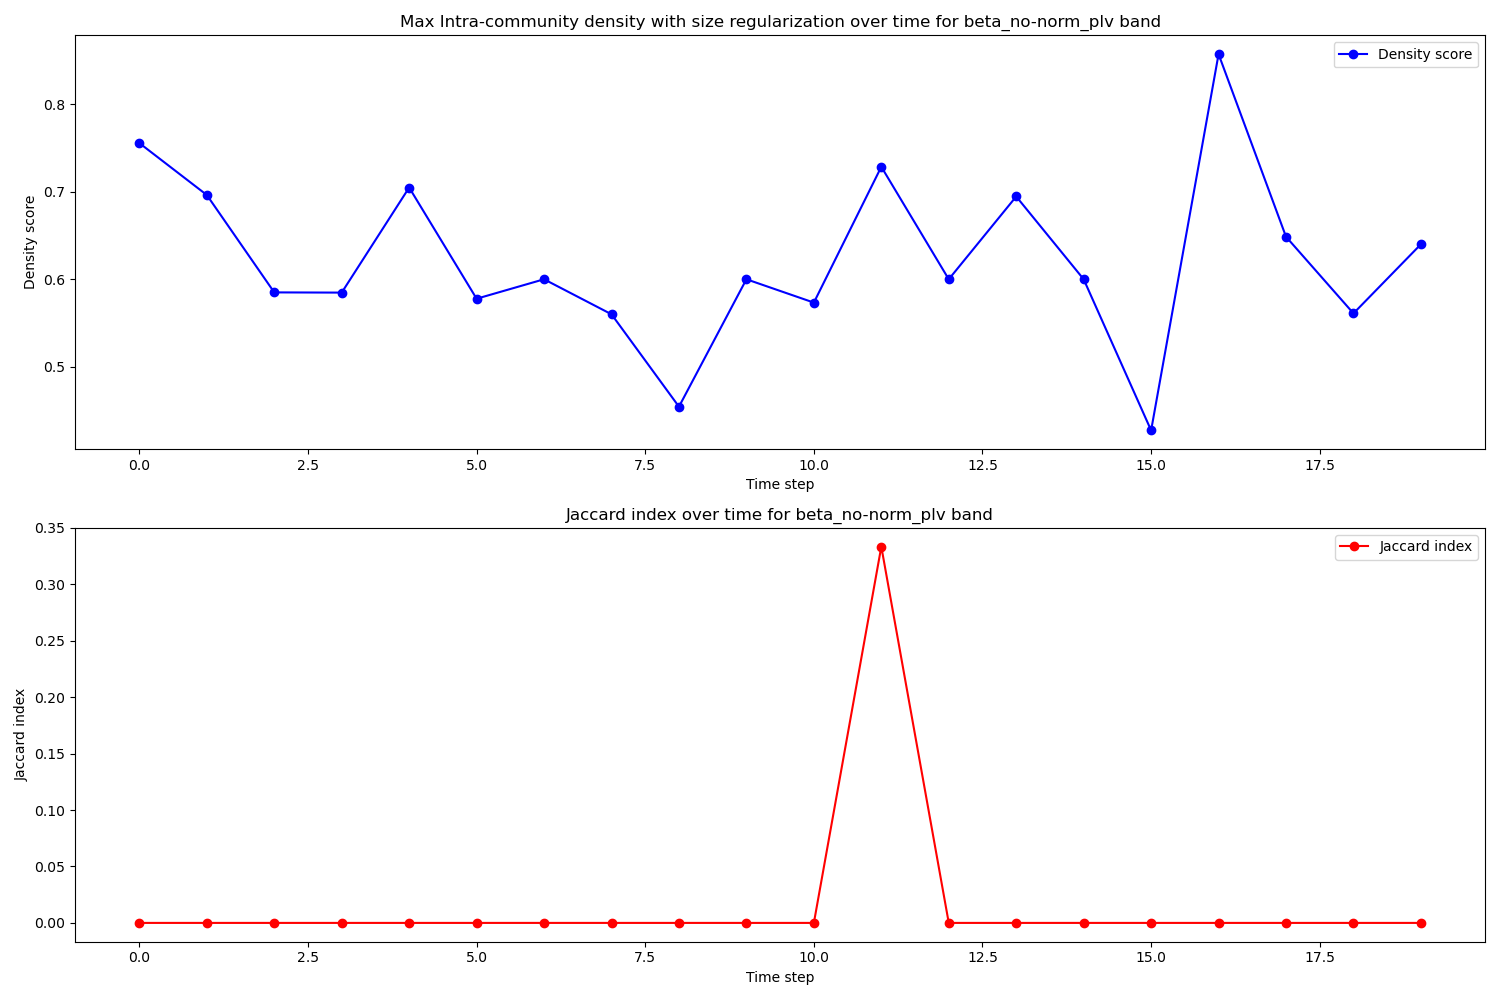 Max Intra-community density with size regularization over time for beta_no-norm_plv band
Density score
0.8
0.7
0.6
0.5
Density score
0.0 2.5 5.0 7.5 10.0 12.5 15.0 17.5
Time step
Jaccard index over time for beta_no-norm_plv band
Jaccard index
0.35
0.30
0.25
0.20
0.15
0.10
0.05
0.00
Jaccard index
0.0 2.5 5.0 7.5 10.0 12.5 15.0 17.5
Time step